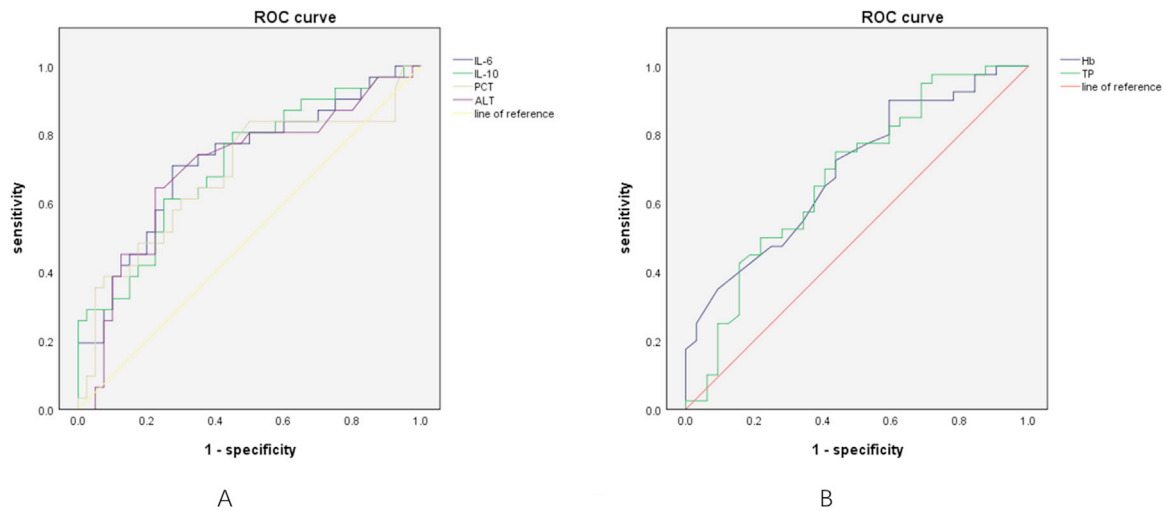 ROC curve
IL-6
IL-10
PCT
ALT
line of reference
sensitivity
1.0
0.8
0.6
0.4
0.2
0.0
0.0 0.2 0.4 0.6 0.8 1.0
1 - specificity
A
ROC curve
Hb
TP
line of reference
sensitivity
1.0
0.8
0.6
0.4
0.2
0.0
0.0 0.2 0.4 0.6 0.8 1.0
1 - specificity
B